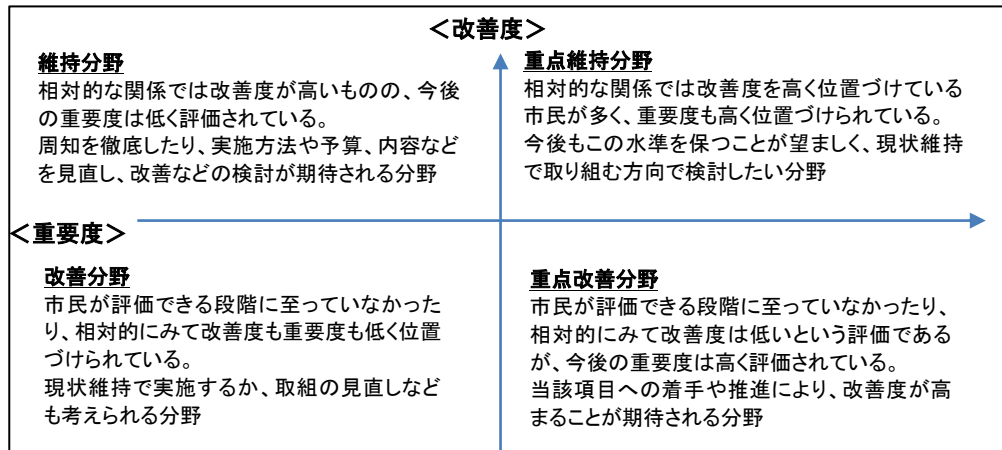 ＜改善度＞
維持分野
相対的な関係では改善度が高いものの、今後
の重要度は低く評価されている。
周知を徹底したり、実施方法や予算、内容など
を見直し、改善などの検討が期待される分野
重点維持分野
相対的な関係では改善度を高く位置づけている
市民が多く、重要度も高く位置づけられている。
今後もこの水準を保つことが望ましく、現状維持
で取り組む方向で検討したい分野
＜重要度＞
改善分野
市民が評価できる段階に至っていなかった
り、相対的にみて改善度も重要度も低く位置
づけられている。
現状維持で実施するか、取組の見直しなど
も考えられる分野
重点改善分野
市民が評価できる段階に至っていなかったり、
相対的にみて改善度は低いという評価である
が、今後の重要度は高く評価されている。
当該項目への着手や推進により、改善度が高
まることが期待される分野